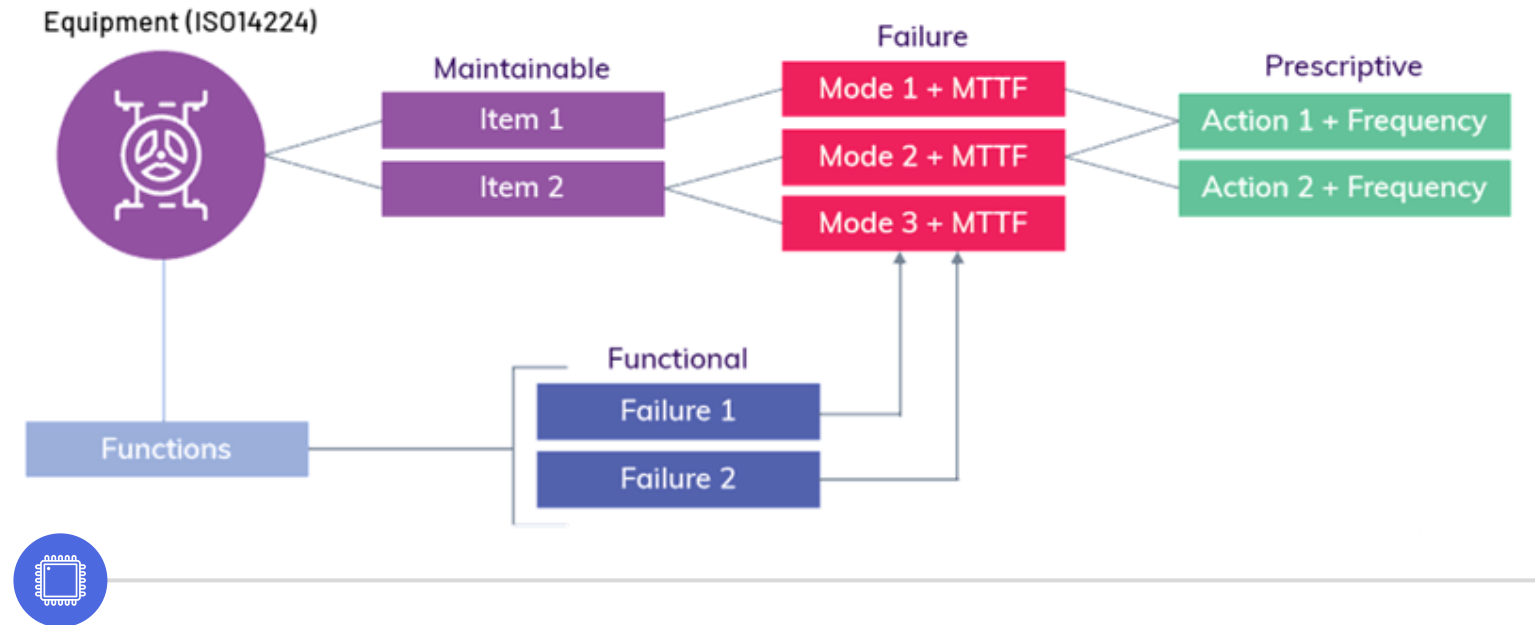 Equipment (ISO14224)
Maintainable
Item 1
Item 2
Failure
Mode 1 + MTTF
Mode 2 + MTTF
Mode 3 + MTTF
Prescriptive
Action 1 + Frequency
Action 2 + Frequency
Functions
Functional
Failure 1
Failure 2